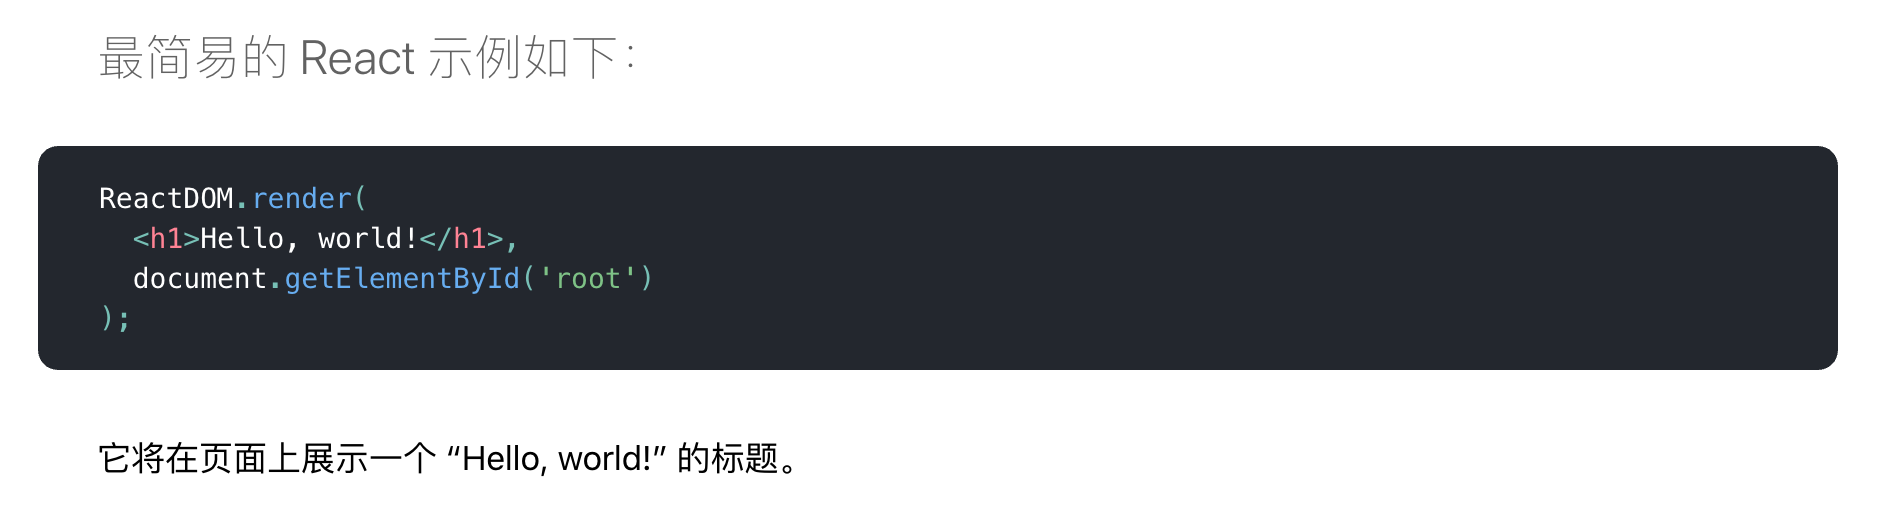 最简易的 React 示例如下：
ReactDOM.render(
  <h1>Hello, world!</h1>,
  document.getElementById('root')
);
它将在页面上展示一个 “Hello, world!” 的标题。